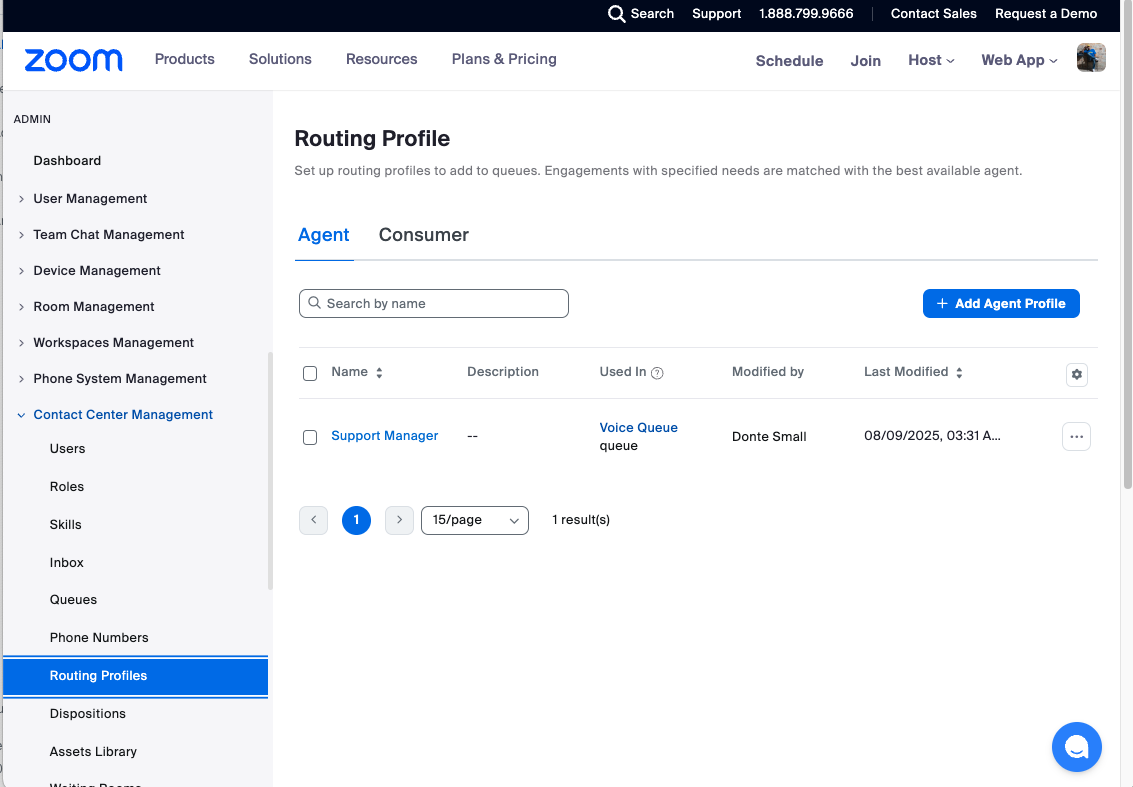 Search Support 1.888.799.9666 Contact Sales Request a Demo
zoom Products Solutions Resources Plans & Pricing Schedule Join Host Web App
ADMIN
Dashboard
User Management
Team Chat Management
Device Management
Room Management
Workspaces Management
Phone System Management
Contact Center Management
Users
Roles
Skills
Inbox
Queues
Phone Numbers
Routing Profiles
Dispositions
Assets Library
Routing Profile
Set up routing profiles to add to queues. Engagements with specified needs are matched with the best available agent.
Agent Consumer
Search by name
+ Add Agent Profile
Name Description Used In ? Modified by Last Modified
Support Manager -- Voice Queue Donte Small 08/09/2025, 03:31 A... ...
queue
< 1 > 15/page 1 result(s)